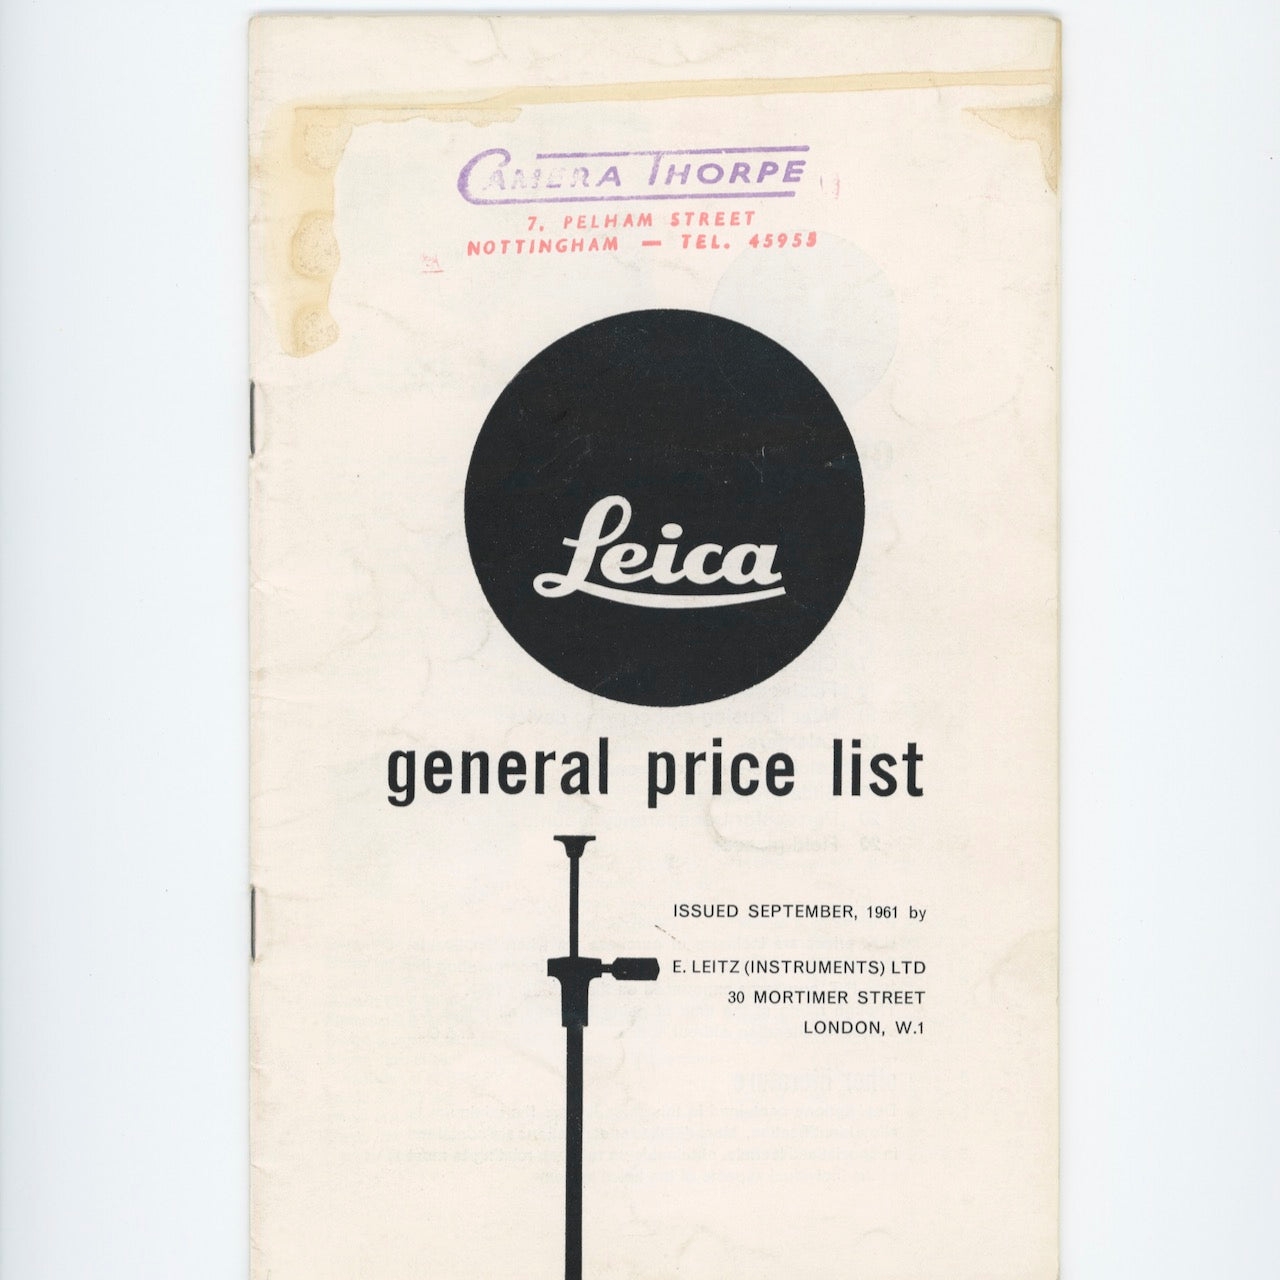 CAMERA THORPE
7, PELHAM STREET
NOTTINGHAM — TEL. 45953
Leica
general price list
ISSUED SEPTEMBER, 1961 by
E. LEITZ (INSTRUMENTS) LTD
30 MORTIMER STREET
LONDON, W.1